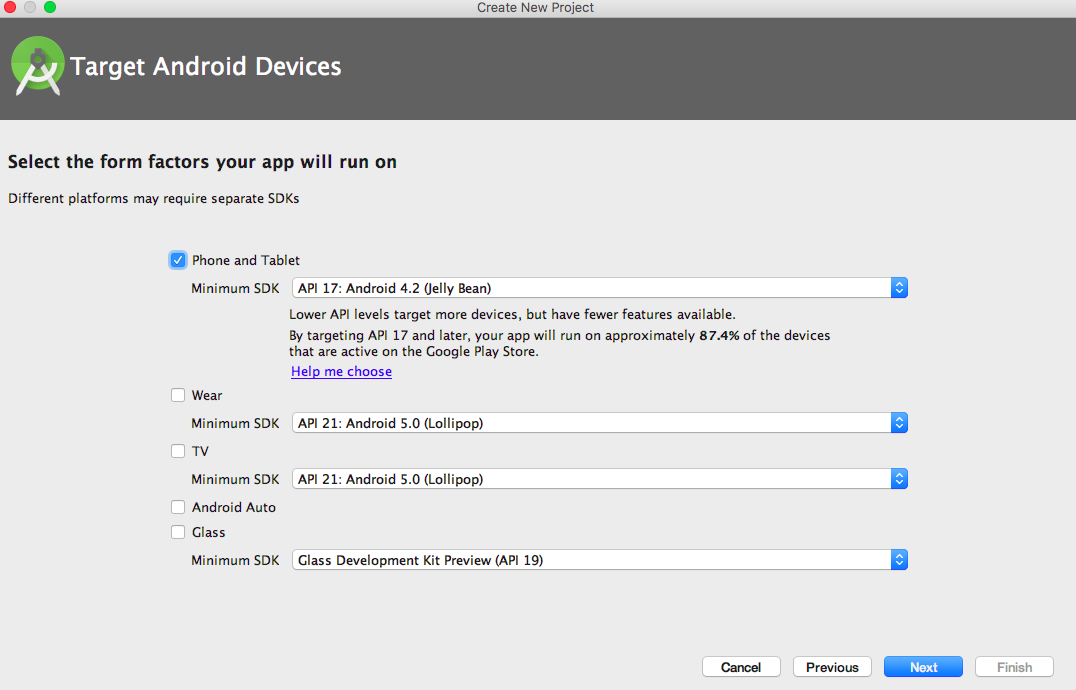 Create New Project
Target Android Devices
Select the form factors your app will run on
Different platforms may require separate SDKs
Phone and Tablet
Minimum SDK API 17: Android 4.2 (Jelly Bean)
Lower API levels target more devices, but have fewer features available.
By targeting API 17 and later, your app will run on approximately 87.4% of the devices
that are active on the Google Play Store.
Help me choose
Wear
Minimum SDK API 21: Android 5.0 (Lollipop)
TV
Minimum SDK API 21: Android 5.0 (Lollipop)
Android Auto
Glass
Minimum SDK Glass Development Kit Preview (API 19)
Cancel Previous Next Finish